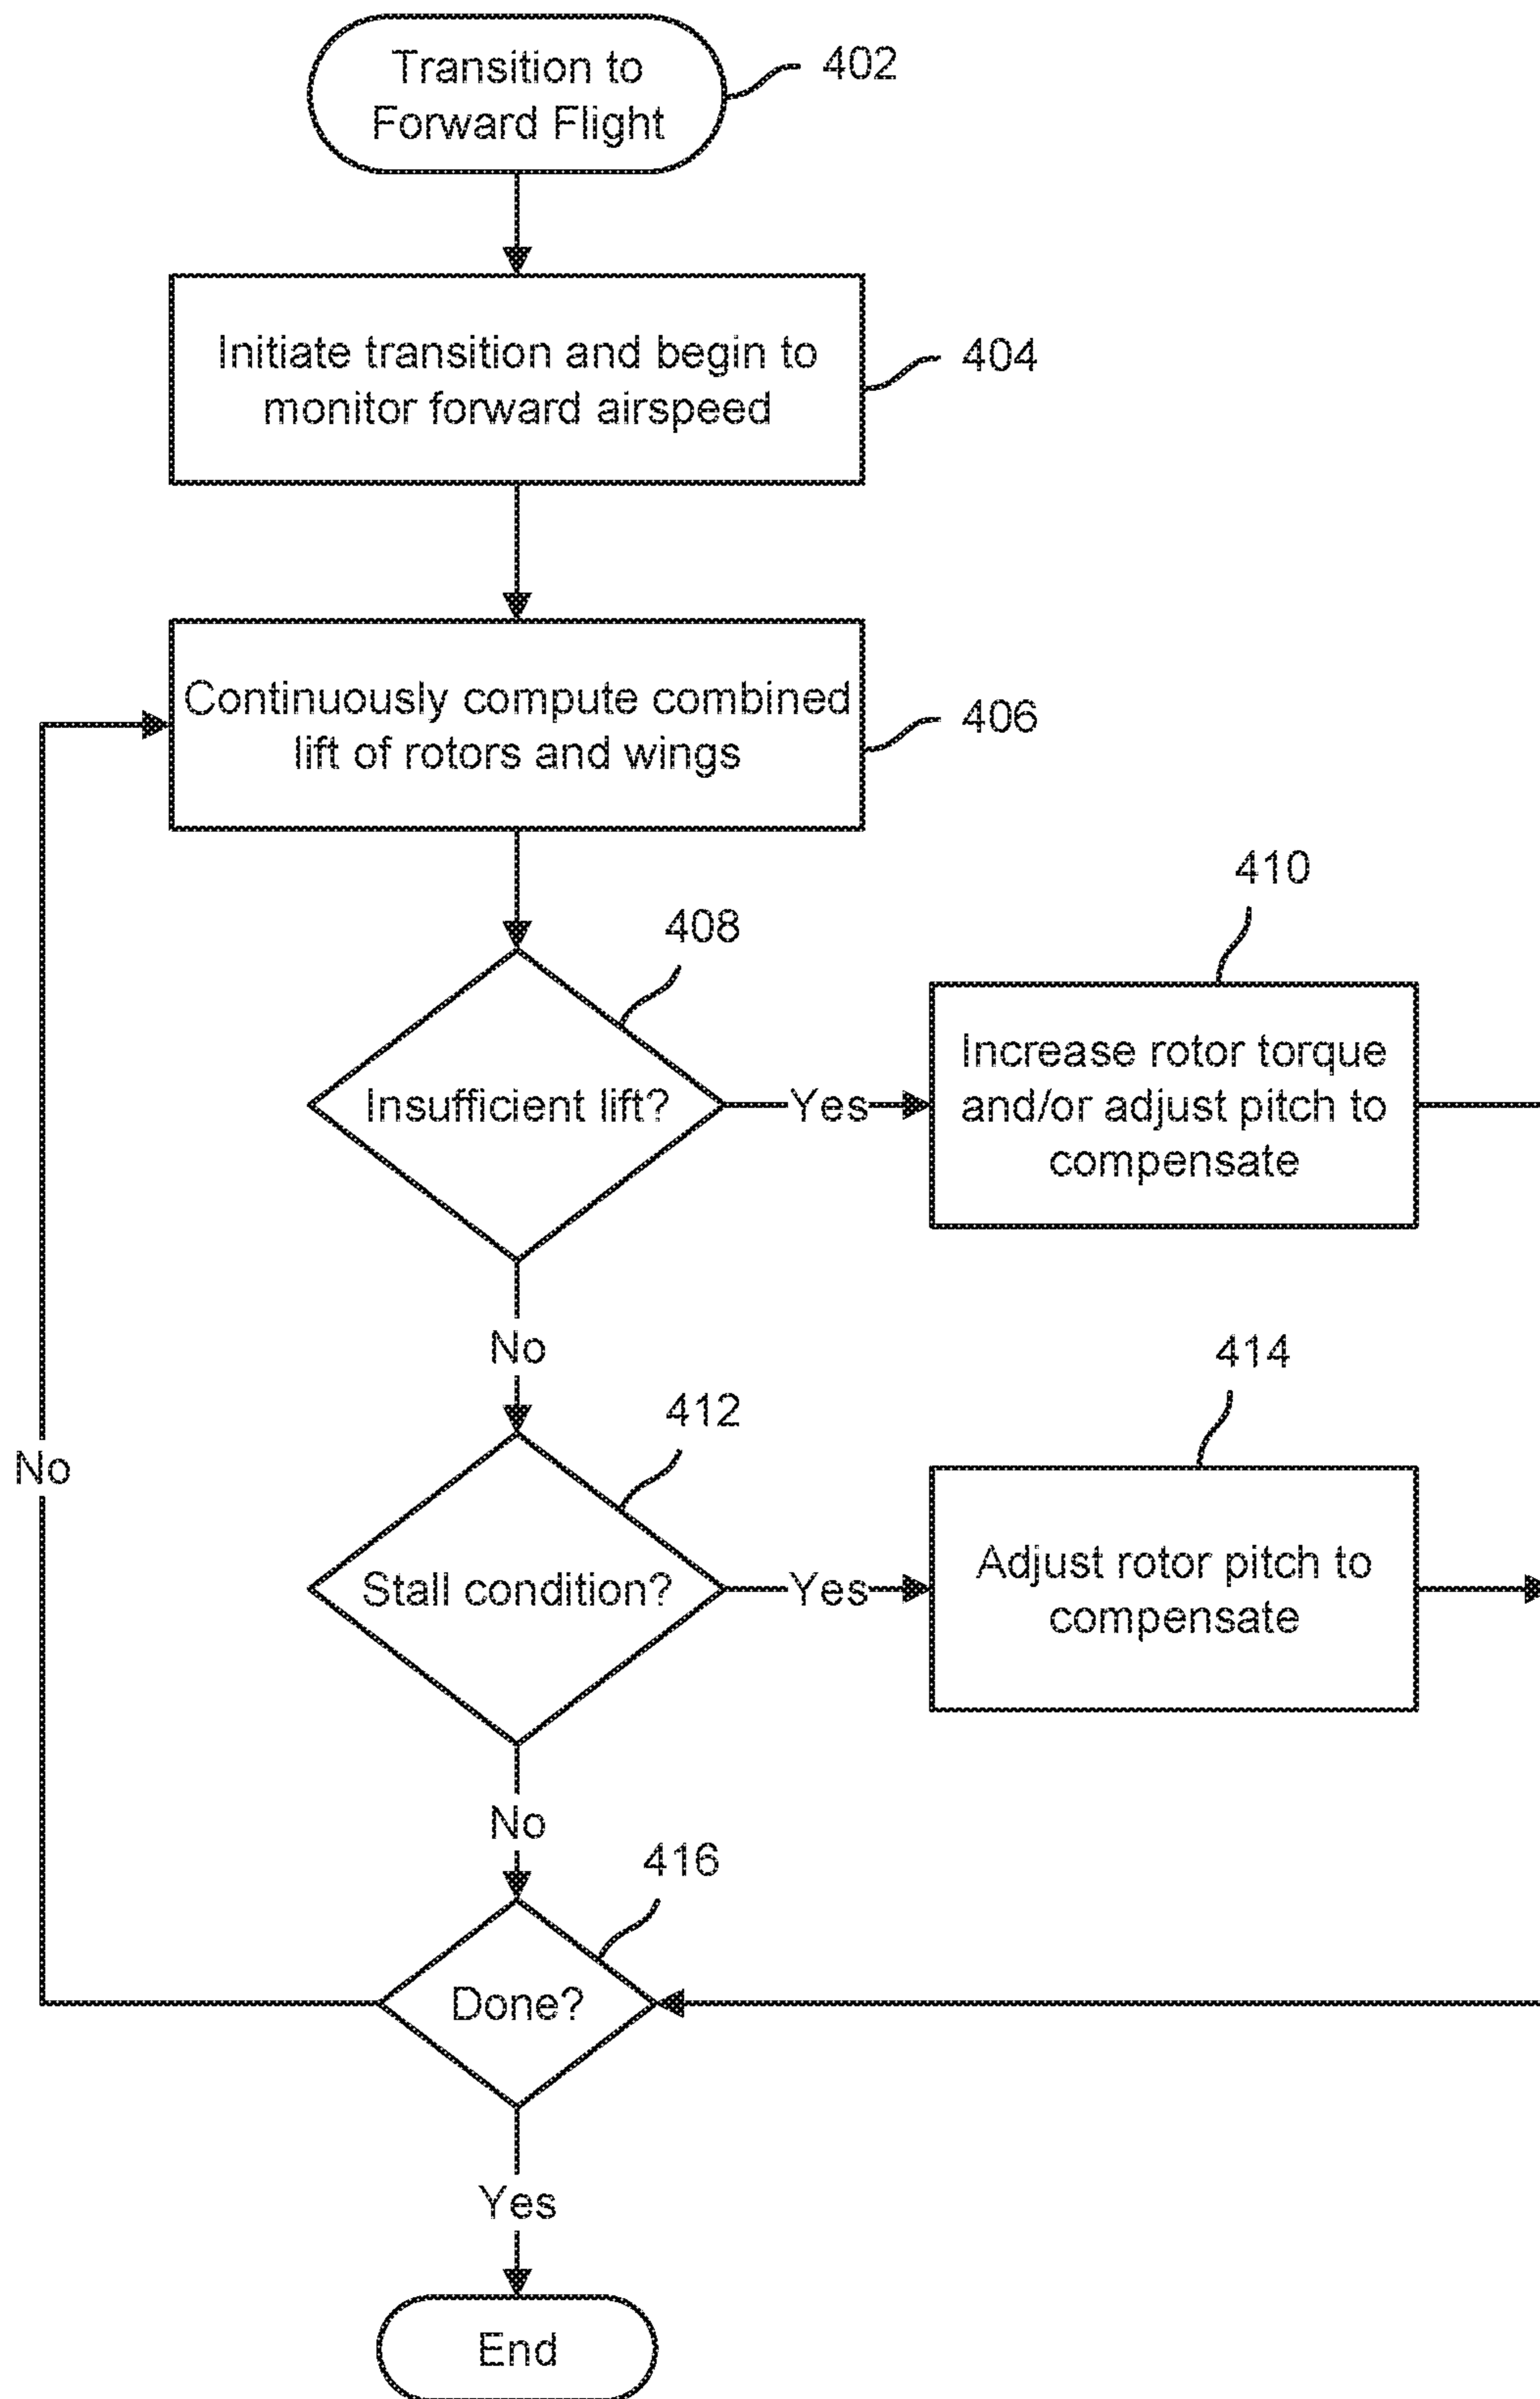 Transition to
Forward Flight
402
Initiate transition and begin to
monitor forward airspeed
404
Continuously compute combined
lift of rotors and wings
406
408
Insufficient lift?
Yes
410
Increase rotor torque
and/or adjust pitch to
compensate
No
412
Stall condition?
Yes
414
Adjust rotor pitch to
compensate
No
No
416
Done?
Yes
End